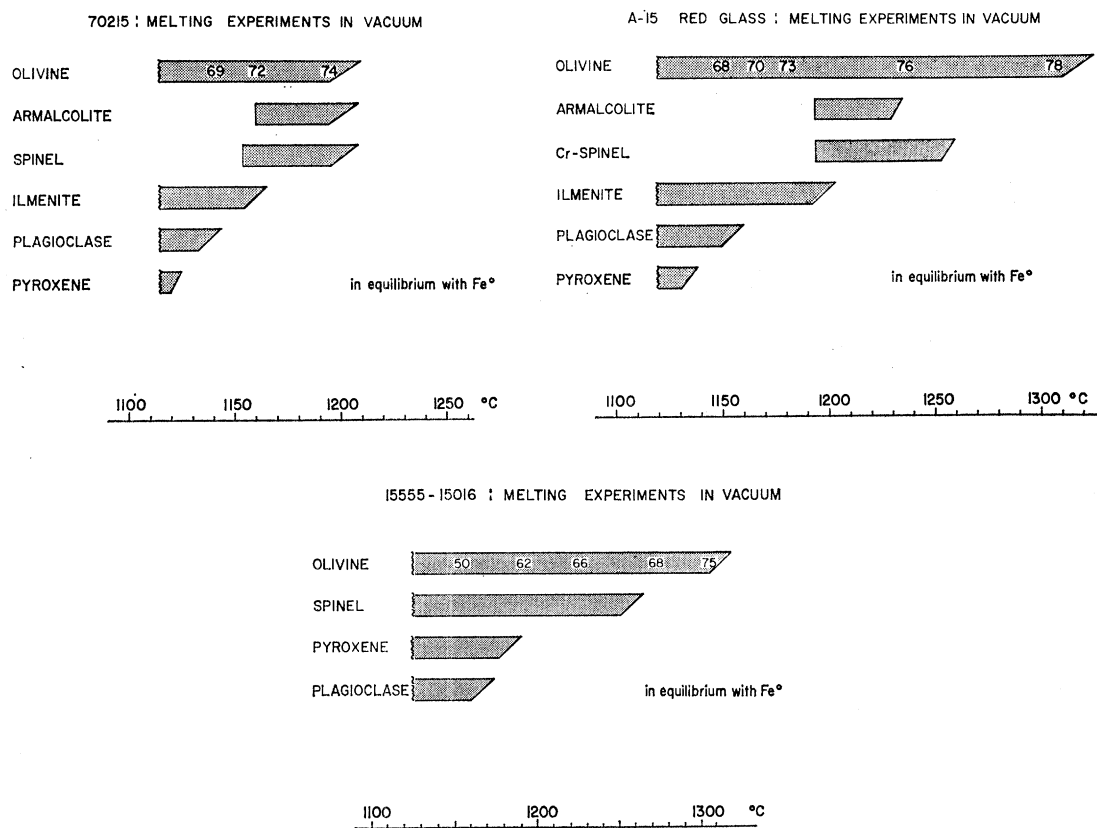 70215 : MELTING EXPERIMENTS IN VACUUM
OLIVINE 69 72 74
ARMALCOLITE
SPINEL
ILMENITE
PLAGIOCLASE
PYROXENE in equilibrium with Fe°
1100 1150 1200 1250 °C
A-15 RED GLASS : MELTING EXPERIMENTS IN VACUUM
OLIVINE 68 70 73 76 78
ARMALCOLITE
Cr-SPINEL
ILMENITE
PLAGIOCLASE
PYROXENE in equilibrium with Fe°
1100 1150 1200 1250 1300 °C
15555-15016 : MELTING EXPERIMENTS IN VACUUM
OLIVINE 50 62 66 68 75
SPINEL
PYROXENE
PLAGIOCLASE in equilibrium with Fe°
1100 1200 1300 °C